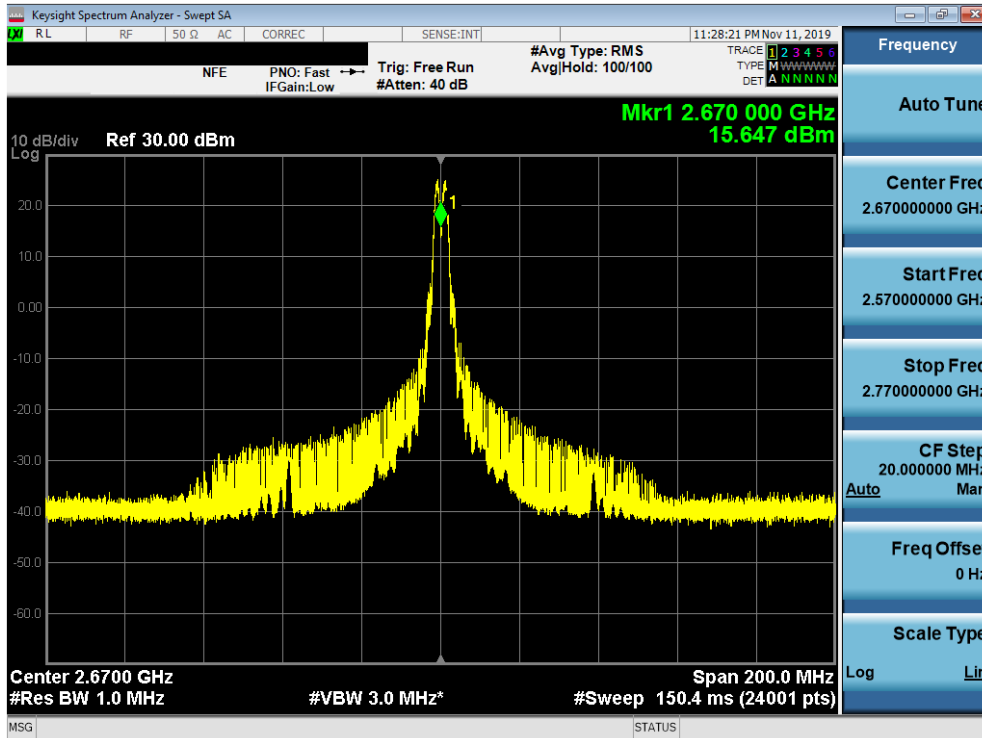 Keysight Spectrum Analyzer - Swept SA
LXI RL RF 50 Ω AC CORREC SENSE:INT 11:28:21 PM Nov 11, 2019
Frequency
NFE PNO: Fast Trig: Free Run #Avg Type: RMS TRACE 1 2 3 4 5 6
IFGain:Low #Atten: 40 dB Avg|Hold: 100/100 TYPE M W W W W W
DET A N N N N N
Auto Tune
Mkr1 2.670 000 GHz
15.647 dBm
10 dB/div Ref 30.00 dBm
Log
1
20.0
10.0
0.00
-10.0
-20.0
-30.0
-40.0
-50.0
-60.0
Center Freq
2.670000000 GHz
Start Freq
2.570000000 GHz
Stop Freq
2.770000000 GHz
CF Step
20.000000 MHz
Auto Man
Freq Offset
0 Hz
Scale Type
Log Lin
Center 2.6700 GHz Span 200.0 MHz
#Res BW 1.0 MHz #VBW 3.0 MHz* #Sweep 150.4 ms (24001 pts)
MSG STATUS